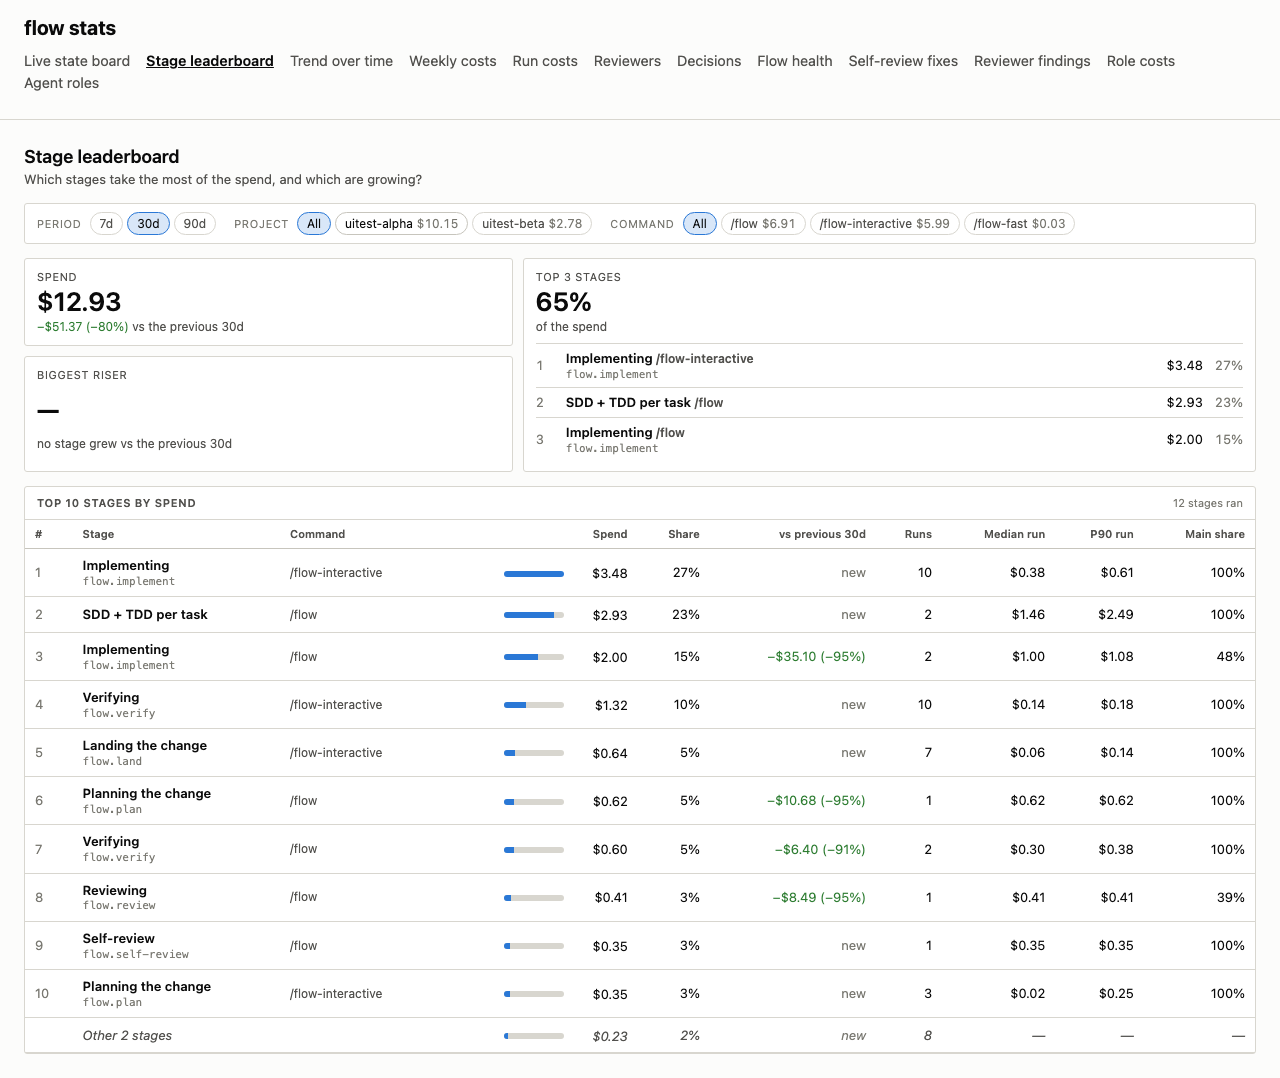 flow stats
Live state board Stage leaderboard Trend over time Weekly costs Run costs Reviewers Decisions Flow health Self-review fixes Reviewer findings Role costs
Agent roles
Stage leaderboard
Which stages take the most of the spend, and which are growing?
PERIOD 7d 30d 90d PROJECT All uitest-alpha $10.15 uitest-beta $2.78 COMMAND All /flow $6.91 /flow-interactive $5.99 /flow-fast $0.03
SPEND
$12.93
−$51.37 (−80%) vs the previous 30d
BIGGEST RISER
—
no stage grew vs the previous 30d
TOP 3 STAGES
65%
of the spend
1 Implementing /flow-interactive $3.48 27%
flow.implement
2 SDD + TDD per task /flow $2.93 23%
3 Implementing /flow $2.00 15%
flow.implement
TOP 10 STAGES BY SPEND 12 stages ran
# Stage Command Spend Share vs previous 30d Runs Median run P90 run Main share
1 Implementing /flow-interactive $3.48 27% new 10 $0.38 $0.61 100%
flow.implement
2 SDD + TDD per task /flow $2.93 23% new 2 $1.46 $2.49 100%
3 Implementing /flow $2.00 15% −$35.10 (−95%) 2 $1.00 $1.08 48%
flow.implement
4 Verifying /flow-interactive $1.32 10% new 10 $0.14 $0.18 100%
flow.verify
5 Landing the change /flow-interactive $0.64 5% new 7 $0.06 $0.14 100%
flow.land
6 Planning the change /flow $0.62 5% −$10.68 (−95%) 1 $0.62 $0.62 100%
flow.plan
7 Verifying /flow $0.60 5% −$6.40 (−91%) 2 $0.30 $0.38 100%
flow.verify
8 Reviewing /flow $0.41 3% −$8.49 (−95%) 1 $0.41 $0.41 39%
flow.review
9 Self-review /flow $0.35 3% new 1 $0.35 $0.35 100%
flow.self-review
10 Planning the change /flow-interactive $0.35 3% new 3 $0.02 $0.25 100%
flow.plan
Other 2 stages $0.23 2% new 8 — — —